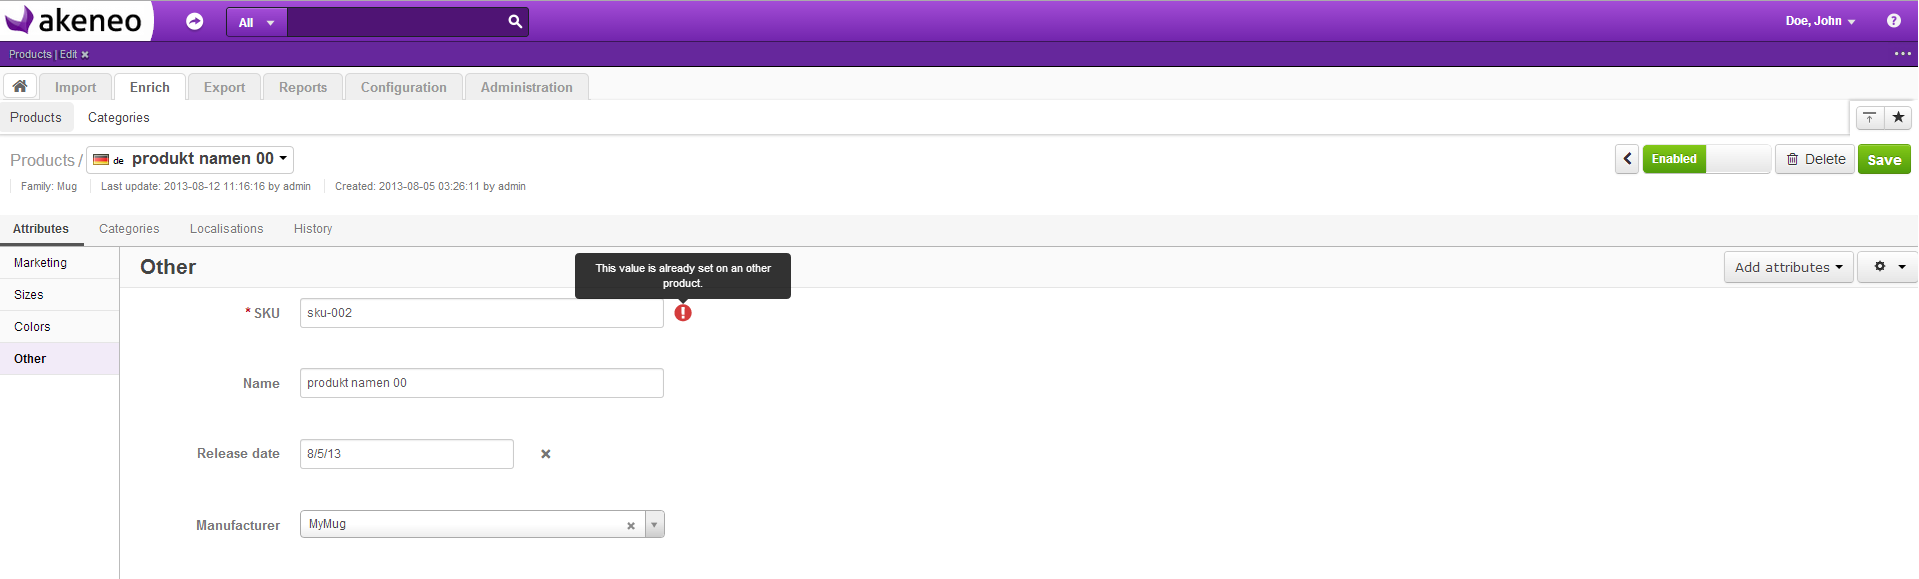 akeneo
All
Doe, John
Products | Edit
Import
Enrich
Export
Reports
Configuration
Administration
Products
Categories
Products / de produkt namen 00
Enabled
Delete
Save
Family: Mug
Last update: 2013-08-12 11:16:16 by admin
Created: 2013-08-05 03:26:11 by admin
Attributes
Categories
Localisations
History
Marketing
Sizes
Colors
Other
Other
This value is already set on an other
product.
Add attributes
* SKU
sku-002
Name
produkt namen 00
Release date
8/5/13
Manufacturer
MyMug